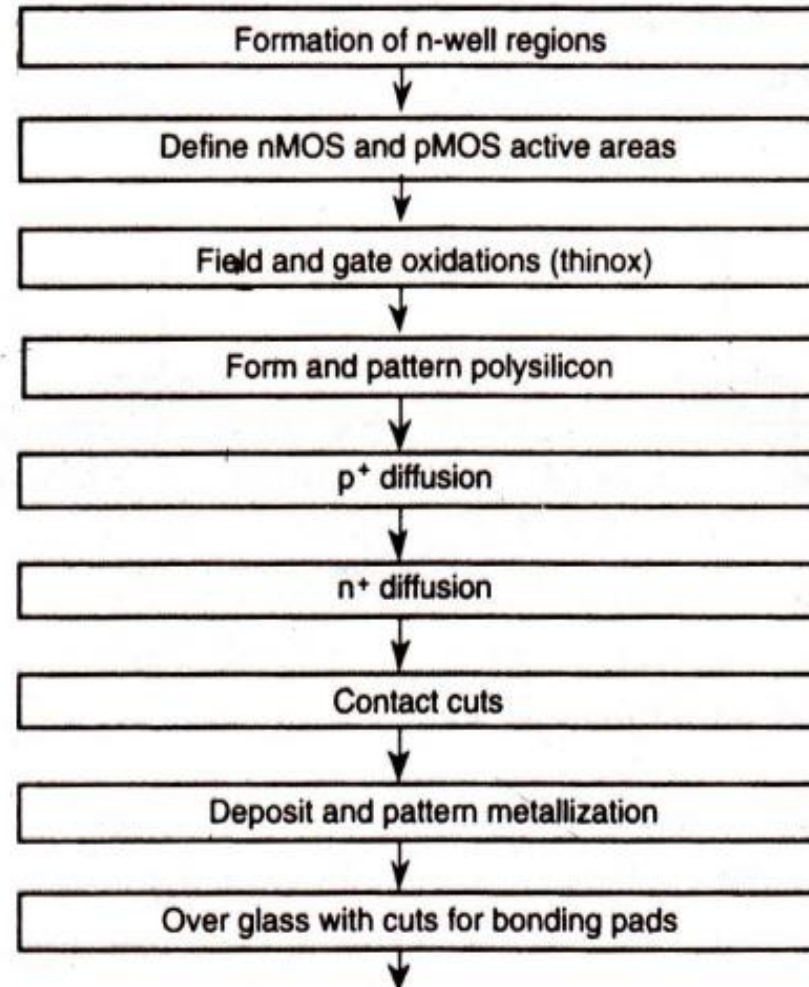 Formation of n-well regions
Define nMOS and pMOS active areas
Field and gate oxidations (thinox)
Form and pattern polysilicon
p⁺ diffusion
n⁺ diffusion
Contact cuts
Deposit and pattern metallization
Over glass with cuts for bonding pads